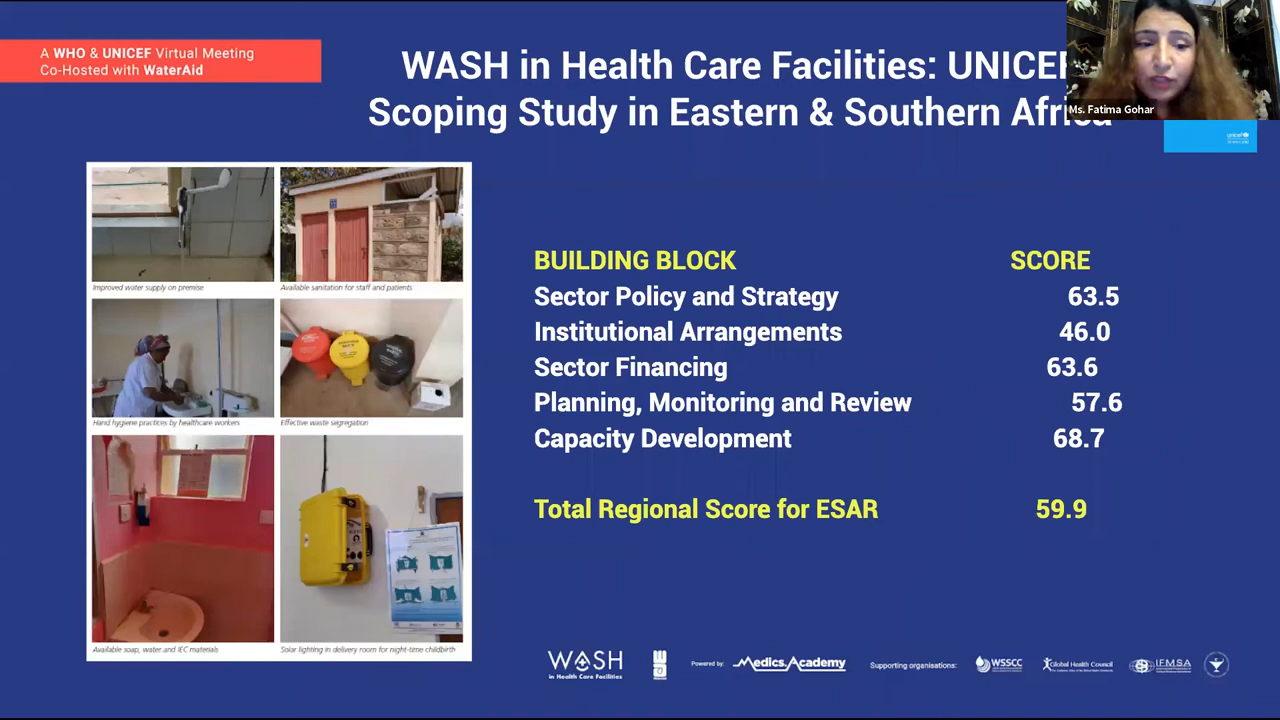 A WHO & UNICEF Virtual Meeting
Co-Hosted with WaterAid
WASH in Health Care Facilities: UNICEF
Scoping Study in Eastern & Southern Africa
Ms. Fatima Gohar
unicef
Improved water supply on premise
Available sanitation for staff and patients
Hand hygiene practices by healthcare workers
Effective waste segregation
Available soap, water and IEC materials
Solar lighting in delivery room for night-time childbirth
BUILDING BLOCK SCORE
Sector Policy and Strategy 63.5
Institutional Arrangements 46.0
Sector Financing 63.6
Planning, Monitoring and Review 57.6
Capacity Development 68.7
Total Regional Score for ESAR 59.9
WASH
in Health Care Facilities
Powered by:
Medics.Academy
Supporting organisations:
WSSCC
Global Health Council
IFMSA